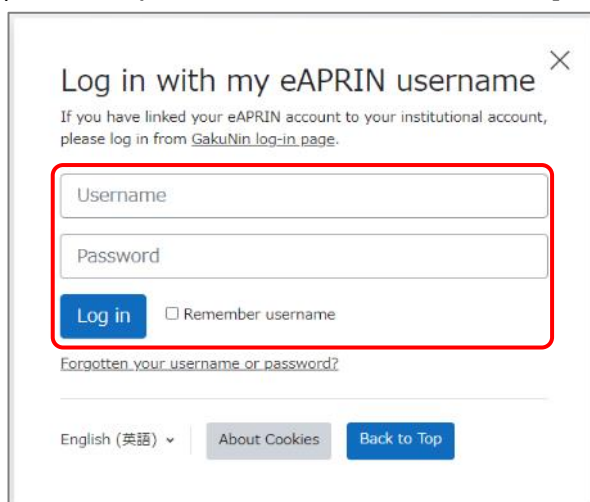 Log in with my eAPRIN username
If you have linked your eAPRIN account to your institutional account,
please log in from GakuNin log-in page.
Username
Password
Log in
Remember username
Forgotten your username or password?
English (英語)
About Cookies
Back to Top